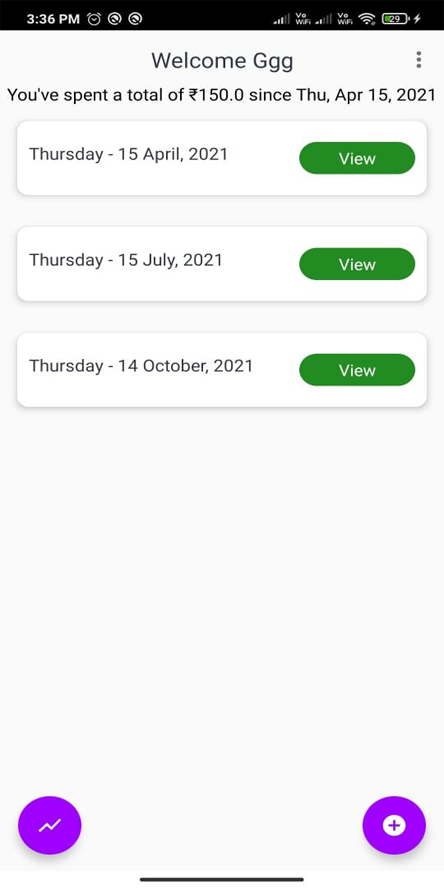 3:36 PM Vo WiFi Vo WiFi 29
Welcome Ggg
You've spent a total of ₹150.0 since Thu, Apr 15, 2021
Thursday - 15 April, 2021 View
Thursday - 15 July, 2021 View
Thursday - 14 October, 2021 View